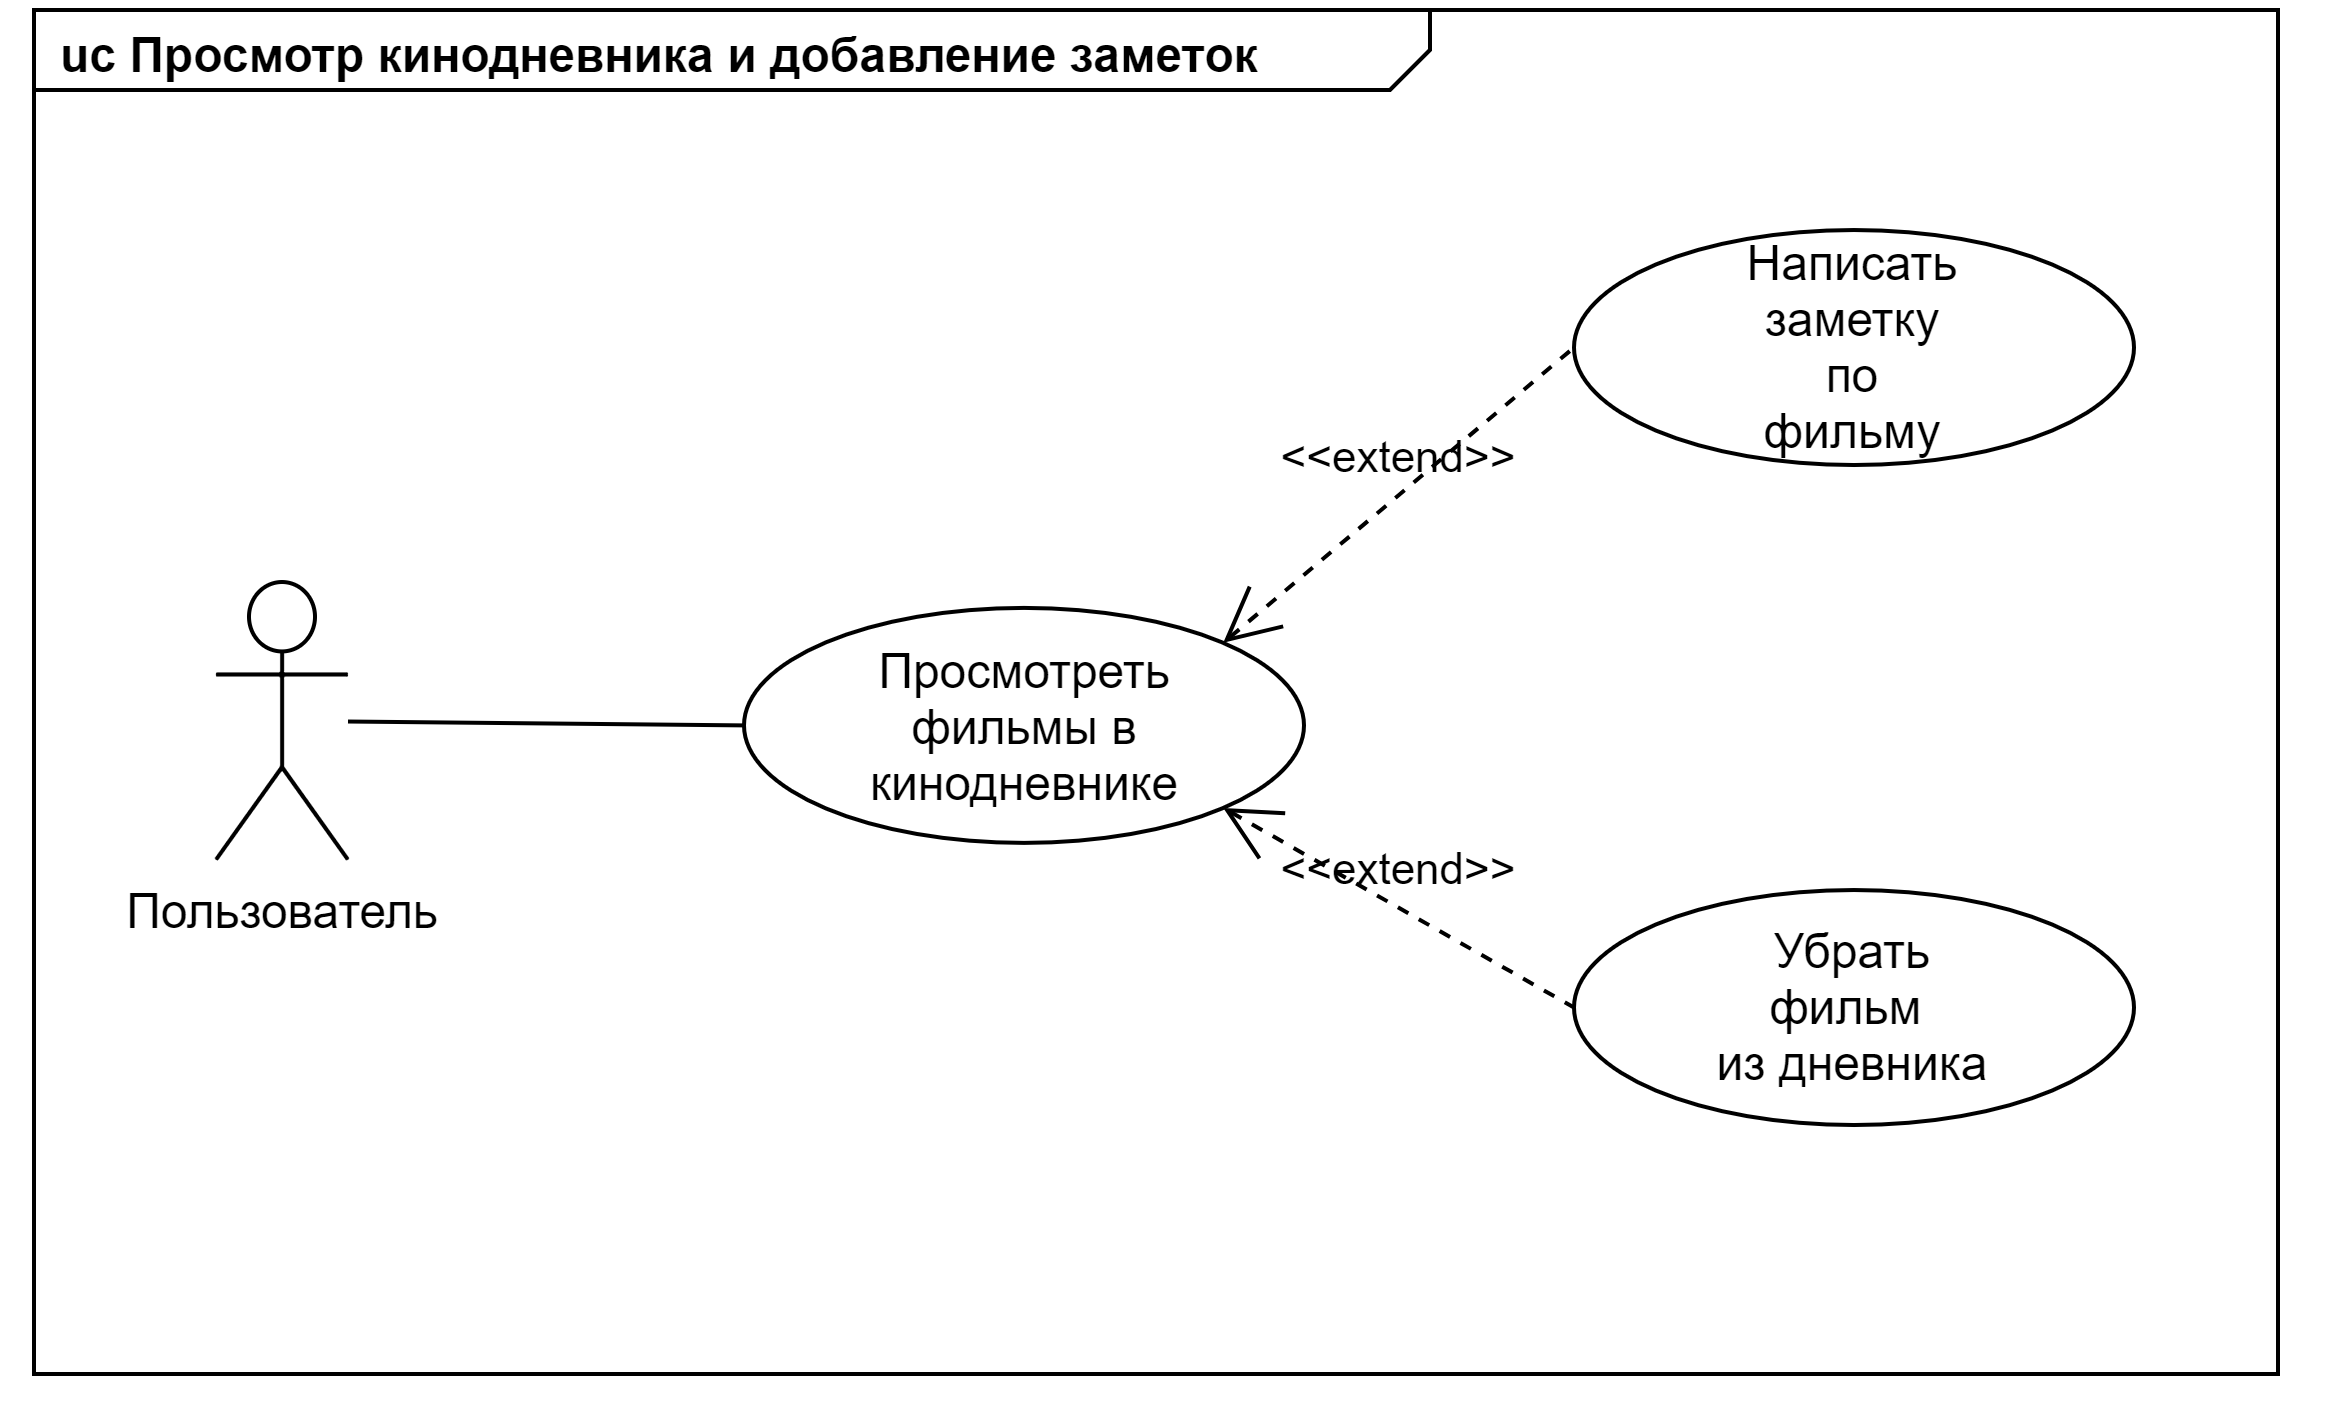 uc Просмотр кинодневника и добавление заметок
Написать
заметку
по
фильму
<<extend>>
Просмотреть
фильмы в
кинодневнике
<<extend>>
Пользователь
Убрать
фильм
из дневника